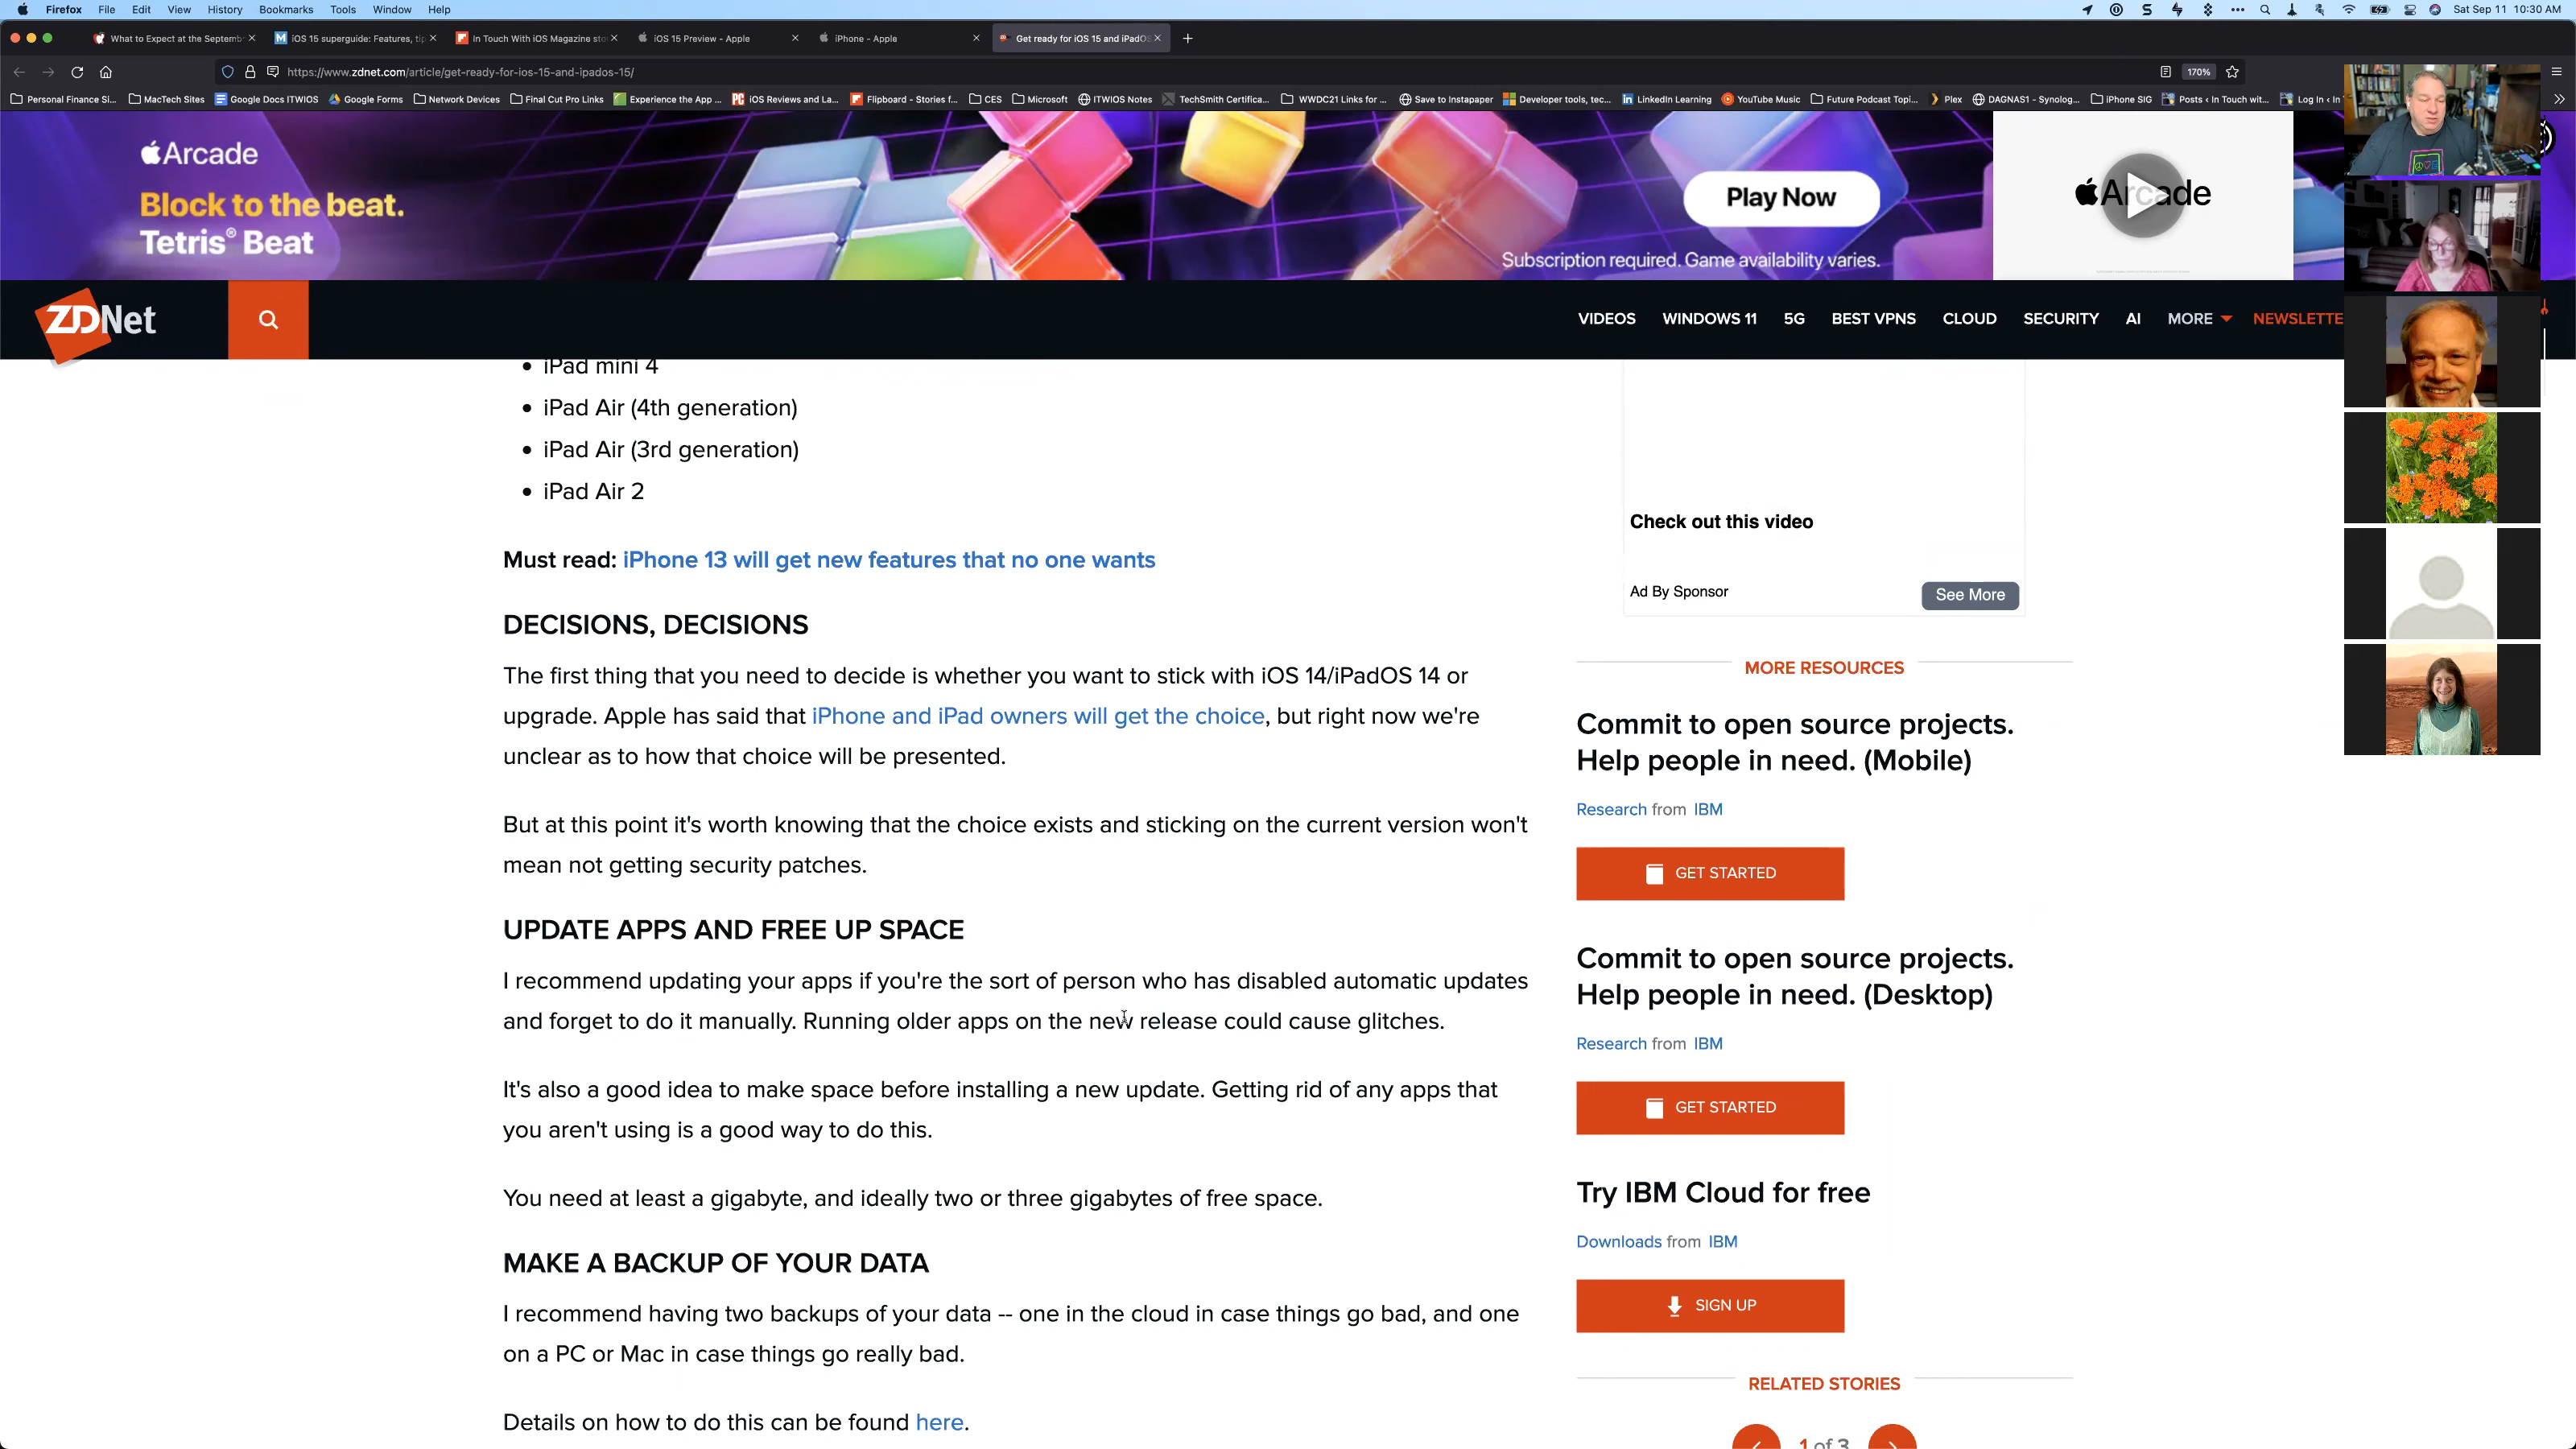 Firefox File Edit View History Bookmarks Tools Window Help
Sat Sep 11 10:30 AM
What to Expect at the Septemb
iOS 15 superguide: Features, tip
In Touch With iOS Magazine sto
iOS 15 Preview - Apple
iPhone - Apple
Get ready for iOS 15 and iPadOS
https://www.zdnet.com/article/get-ready-for-ios-15-and-ipados-15/
170%
Personal Finance Si... MacTech Sites Google Docs ITWIOS Google Forms Network Devices Final Cut Pro Links Experience the App ... iOS Reviews and La... Flipboard - Stories f... CES Microsoft ITWIOS Notes TechSmith Certifica... WWDC21 Links for ... Save to Instapaper Developer tools, tec... LinkedIn Learning YouTube Music Future Podcast Topi... Plex DAGNAS1 - Synolog... iPhone SIG Posts ‹ In Touch wit... Log In ‹ In
Arcade
Block to the beat.
Tetris® Beat
Play Now
Subscription required. Game availability varies.
Arcade
ZDNet
VIDEOS WINDOWS 11 5G BEST VPNS CLOUD SECURITY AI MORE NEWSLETTE
• iPad mini 4
• iPad Air (4th generation)
• iPad Air (3rd generation)
• iPad Air 2
Must read: iPhone 13 will get new features that no one wants
DECISIONS, DECISIONS
The first thing that you need to decide is whether you want to stick with iOS 14/iPadOS 14 or
upgrade. Apple has said that iPhone and iPad owners will get the choice, but right now we're
unclear as to how that choice will be presented.
But at this point it's worth knowing that the choice exists and sticking on the current version won't
mean not getting security patches.
UPDATE APPS AND FREE UP SPACE
I recommend updating your apps if you're the sort of person who has disabled automatic updates
and forget to do it manually. Running older apps on the new release could cause glitches.
It's also a good idea to make space before installing a new update. Getting rid of any apps that
you aren't using is a good way to do this.
You need at least a gigabyte, and ideally two or three gigabytes of free space.
MAKE A BACKUP OF YOUR DATA
I recommend having two backups of your data -- one in the cloud in case things go bad, and one
on a PC or Mac in case things go really bad.
Details on how to do this can be found here.
Check out this video
Ad By Sponsor
See More
MORE RESOURCES
Commit to open source projects.
Help people in need. (Mobile)
Research from IBM
GET STARTED
Commit to open source projects.
Help people in need. (Desktop)
Research from IBM
GET STARTED
Try IBM Cloud for free
Downloads from IBM
SIGN UP
RELATED STORIES
1 of 3